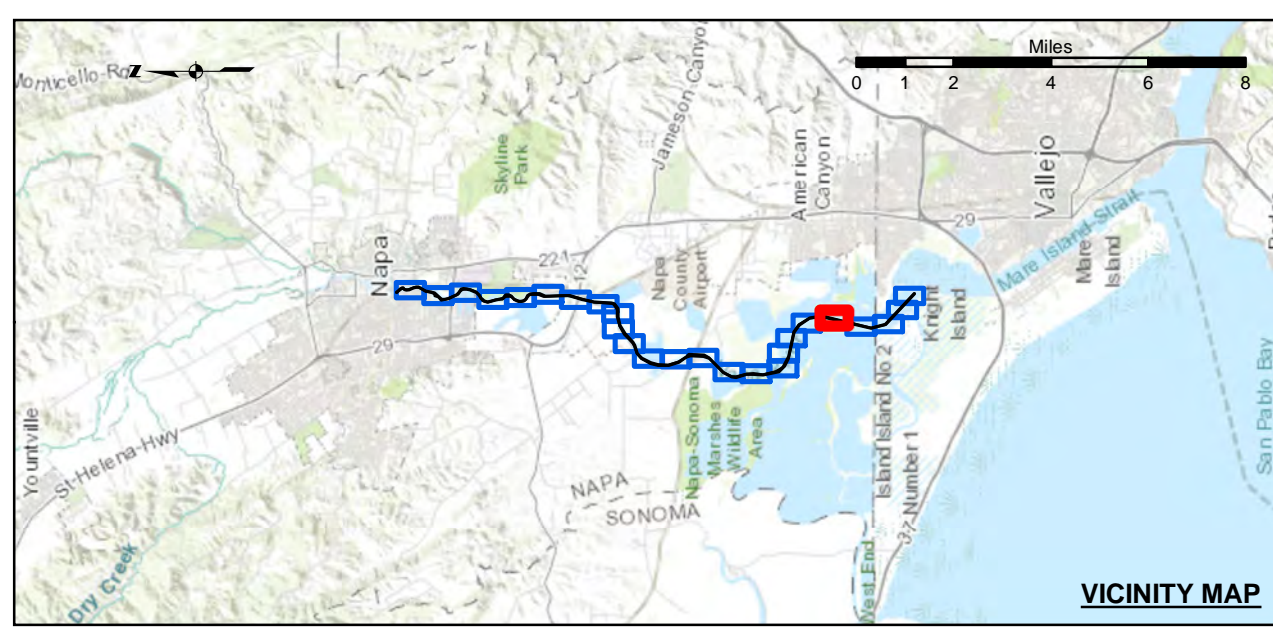 Miles
0 1 2 4 6 8
Monticello-Rd
N
Jameson Canyon
Skyline
Park
American
Canyon
Vallejo
29
Mare Island-Strait
Mare
Island
Napa
221
12
Napa
County
Airport
Knight
Island
29
Island Island No 2
Napa-Sonoma
Marshes
Wildlife
Area
Yountville
St-Helena-Hwy
NAPA
SONOMA
37
Number 1
San Pablo Bay
West End
Dry Creek
VICINITY MAP